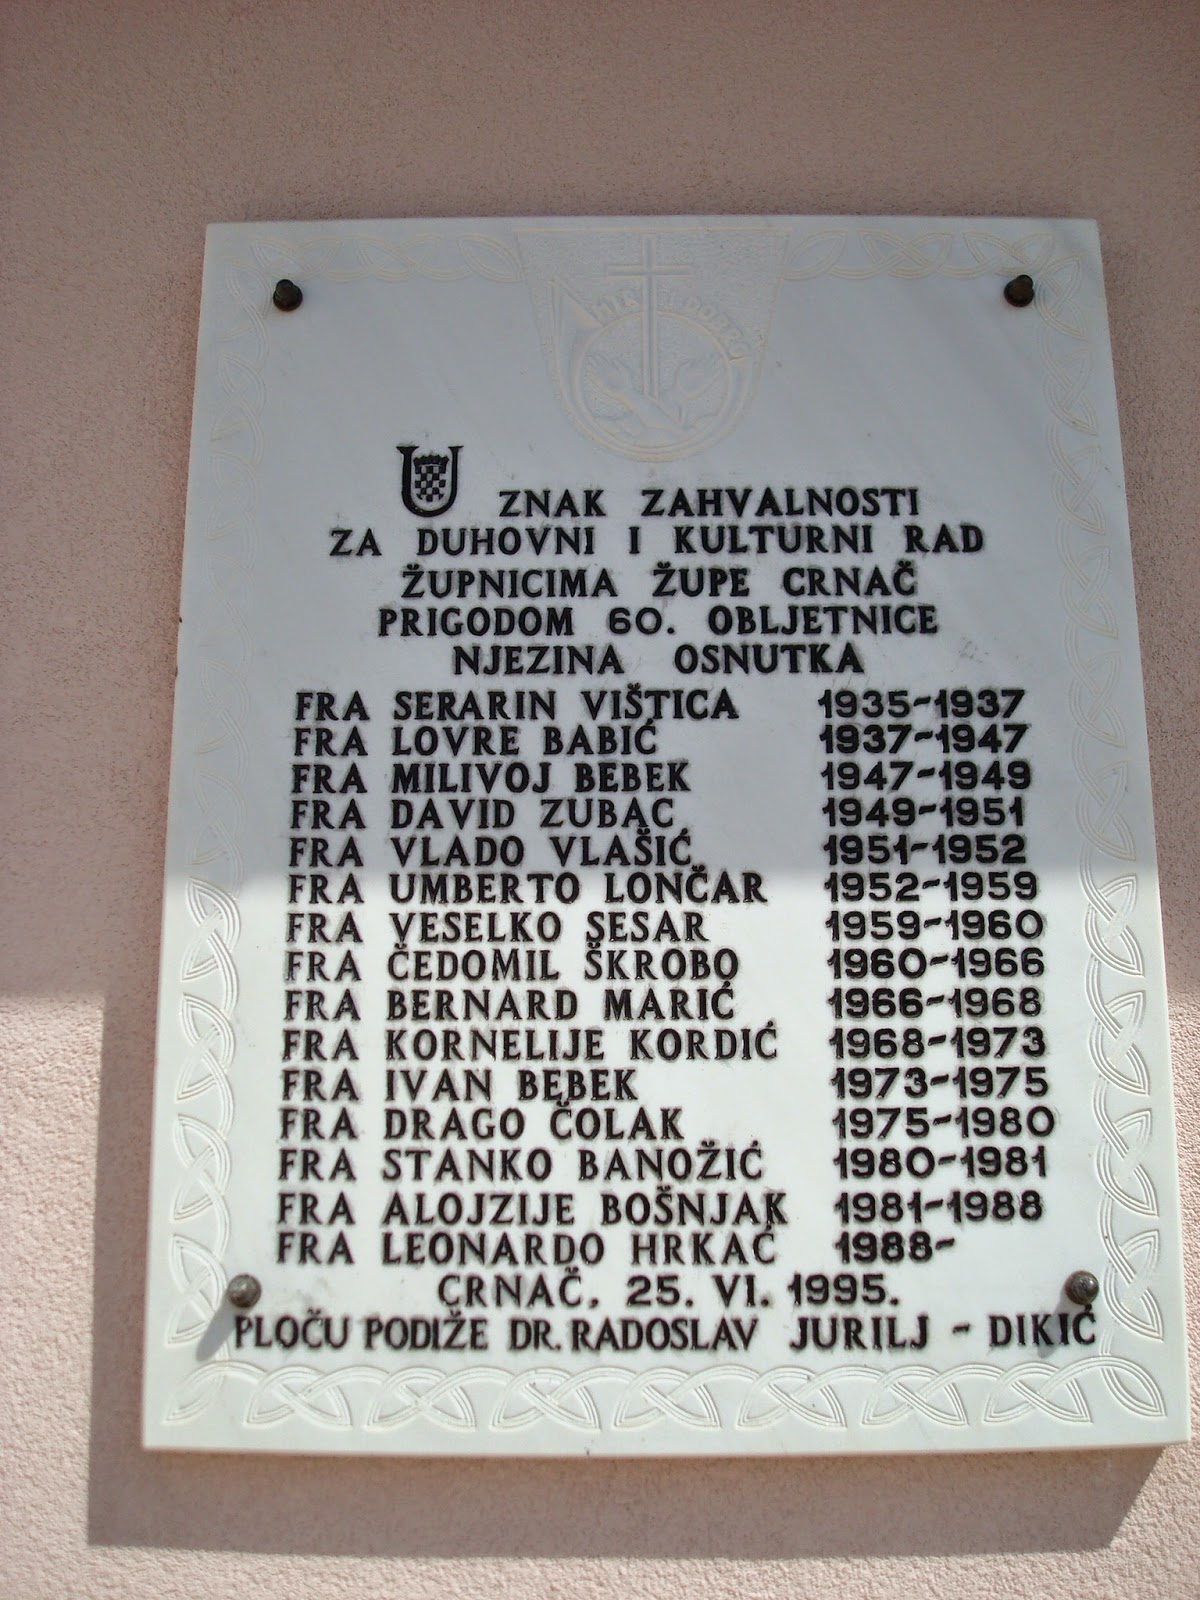 MIR I DOBRO
U ZNAK ZAHVALNOSTI
ZA DUHOVNI I KULTURNI RAD
ŽUPNICIMA ŽUPE CRNAČ
PRIGODOM 60. OBLJETNICE
NJEZINA OSNUTKA
FRA SERARIN VIŠTICA 1935-1937
FRA LOVRE BABIĆ 1937-1947
FRA MILIVOJ BEBEK 1947-1949
FRA DAVID ZUBAC 1949-1951
FRA VLADO VLAŠIĆ 1951-1952
FRA UMBERTO LONČAR 1952-1959
FRA VESELKO SESAR 1959-1960
FRA ČEDOMIL ŠKROBO 1960-1966
FRA BERNARD MARIĆ 1966-1968
FRA KORNELIJE KORDIĆ 1968-1973
FRA IVAN BEBEK 1973-1975
FRA DRAGO ČOLAK 1975-1980
FRA STANKO BANOŽIĆ 1980-1981
FRA ALOJZIJE BOŠNJAK 1981-1988
FRA LEONARDO HRKAĆ 1988-
CRNAČ, 25. VI. 1995.
PLOČU PODIŽE DR. RADOSLAV JURILJ - DIKIĆ